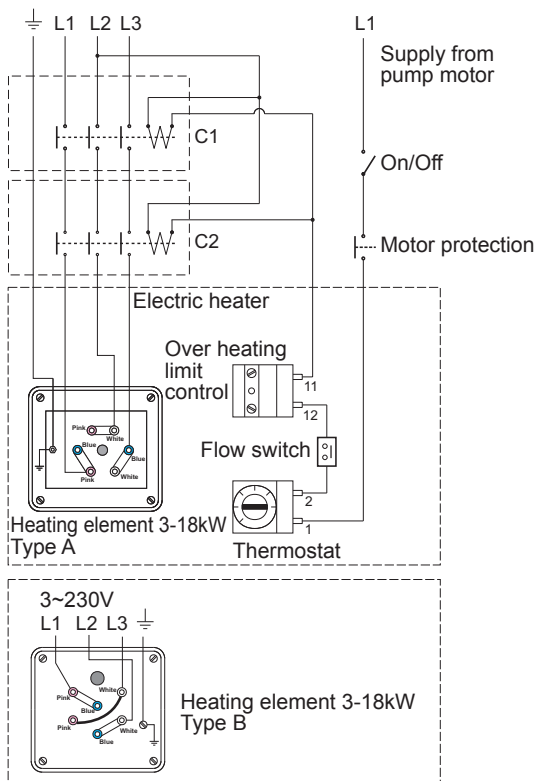 L1 L2 L3
L1
Supply from
pump motor
C1
On/Off
C2
Motor protection
Electric heater
Over heating
limit
control
11
12
Pink
White
Blue
Blue
Pink
White
Flow switch
2
1
Heating element 3-18kW
Type A
Thermostat
3~230V
L1 L2 L3
Pink
White
Blue
Pink
White
Blue
Heating element 3-18kW
Type B